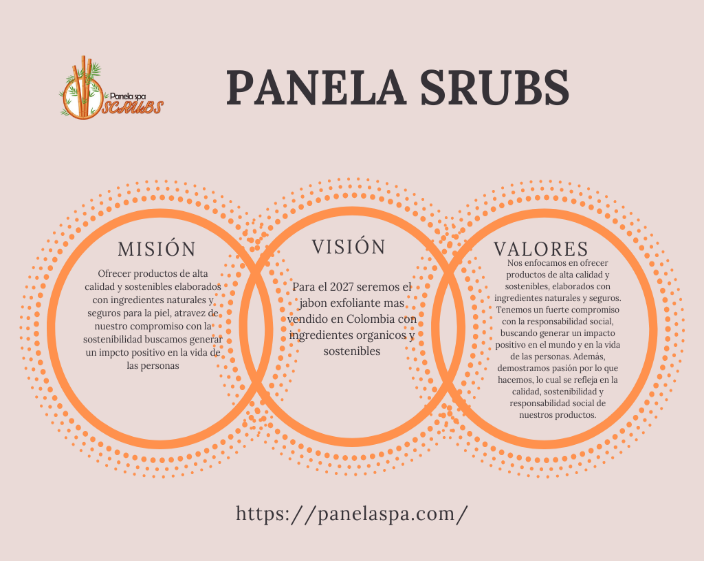 Panela spa
SCRUBS
PANELA SRUBS
MISIÓN
Ofrecer productos de alta
calidad y sostenibles elaborados
con ingredientes naturales y
seguros para la piel, atravez de
nuestro compromiso con la
sostenibilidad buscamos generar
un impcto positivo en la vida de
las personas
VISIÓN
Para el 2027 seremos el
jabon exfoliante mas
vendido en Colombia con
ingredientes organicos y
sostenibles
VALORES
Nos enfocamos en ofrecer
productos de alta calidad y
sostenibles, elaborados con
ingredientes naturales y seguros.
Tenemos un fuerte compromiso
con la responsabilidad social,
buscando generar un impacto
positivo en el mundo y en la vida
de las personas. Además,
demostramos pasión por lo que
hacemos, lo cual se refleja en la
calidad, sostenibilidad y
responsabilidad social de
nuestros productos.
https://panelaspa.com/